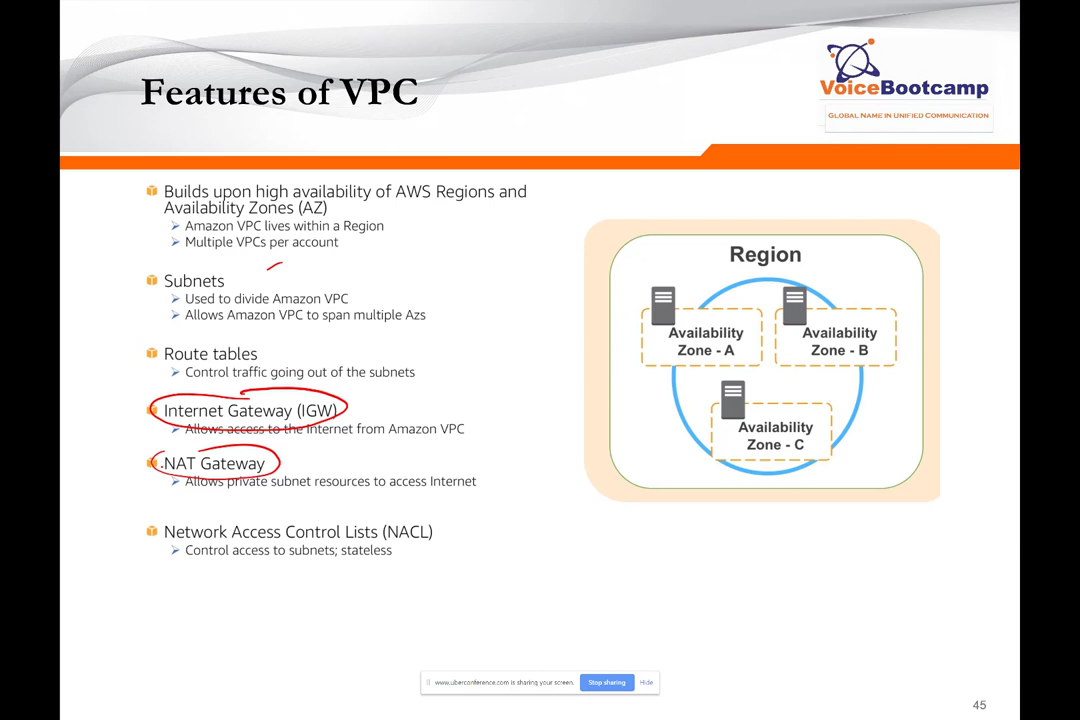 Features of VPC
VoiceBootcamp
GLOBAL NAME IN UNIFIED COMMUNICATION
Builds upon high availability of AWS Regions and
Availability Zones (AZ)
Amazon VPC lives within a Region
Multiple VPCs per account
Subnets
Used to divide Amazon VPC
Allows Amazon VPC to span multiple Azs
Route tables
Control traffic going out of the subnets
Internet Gateway (IGW)
Allows access to the Internet from Amazon VPC
NAT Gateway
Allows private subnet resources to access Internet
Network Access Control Lists (NACL)
Control access to subnets; stateless
Region
Availability
Zone - A
Availability
Zone - B
Availability
Zone - C
www.uberconference.com is sharing your screen.
Stop sharing
Hide
45